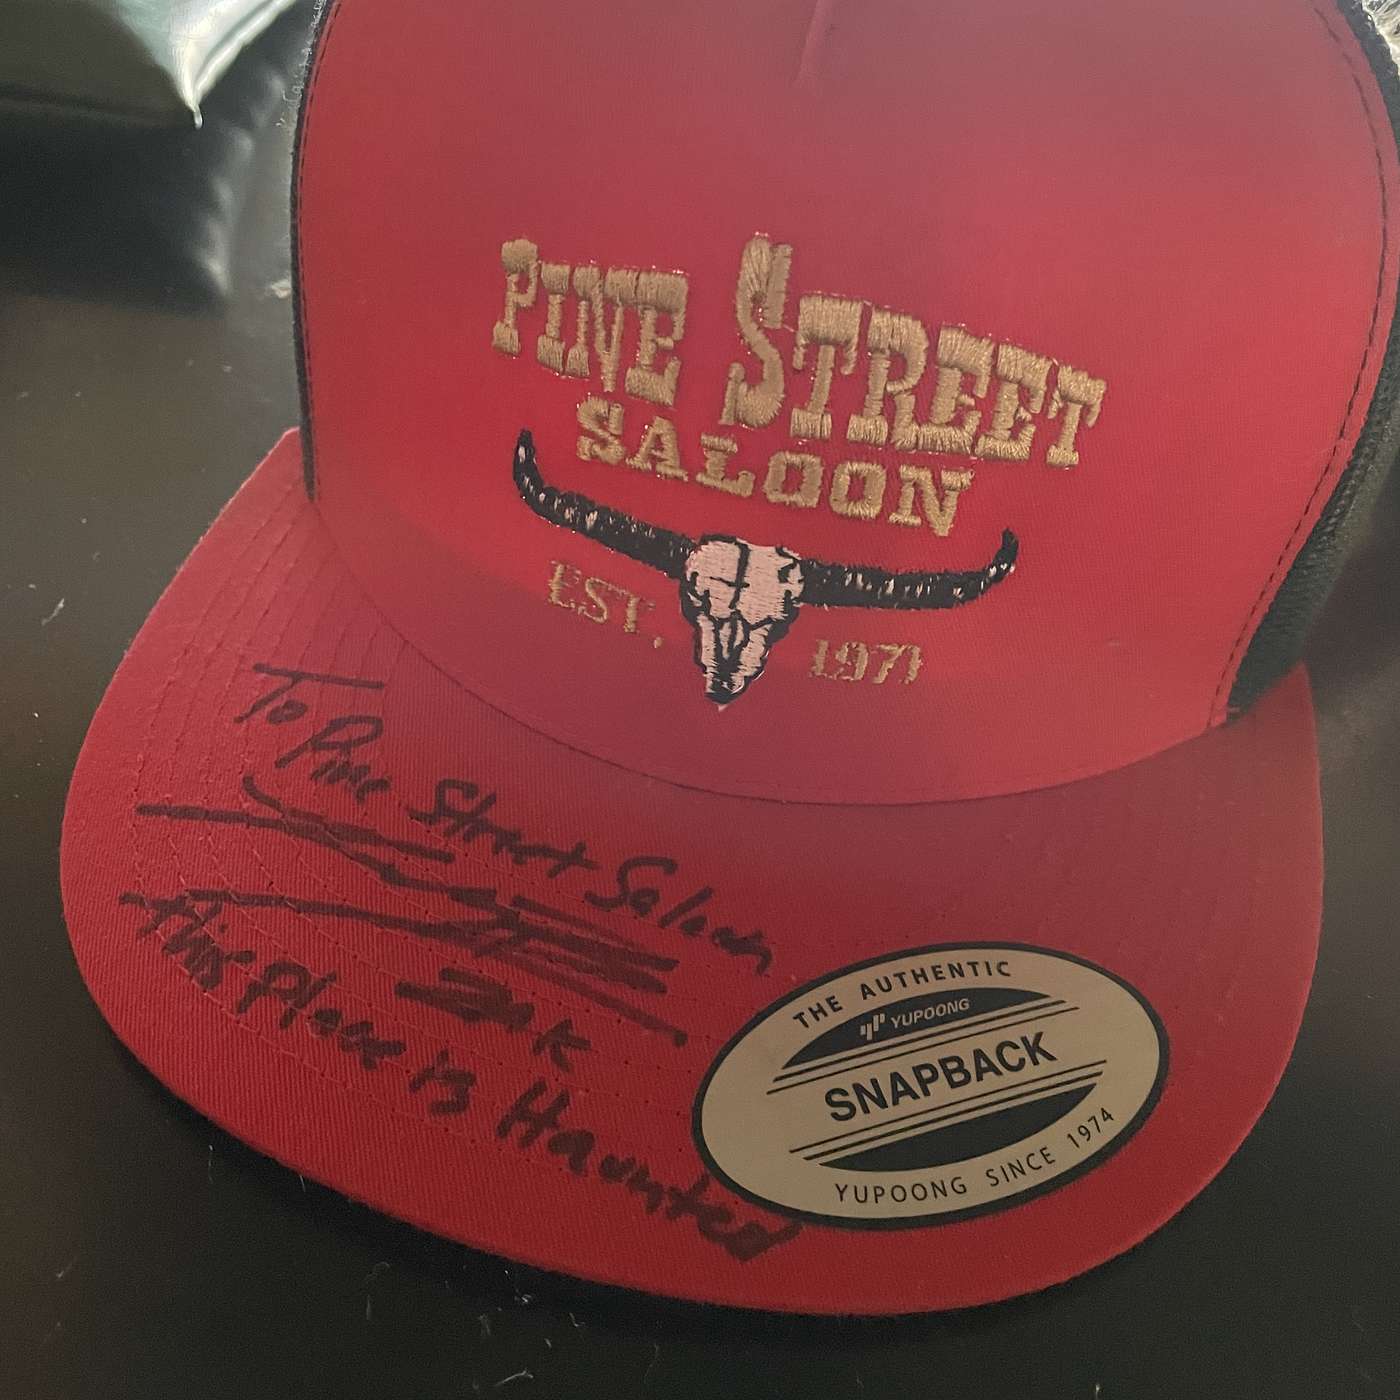 PINE STREET
SALOON
EST. 1971
To Pine Street Saloon
Zak
this Place is Haunted
THE AUTHENTIC
YUPOONG
SNAPBACK
YUPOONG SINCE 1974